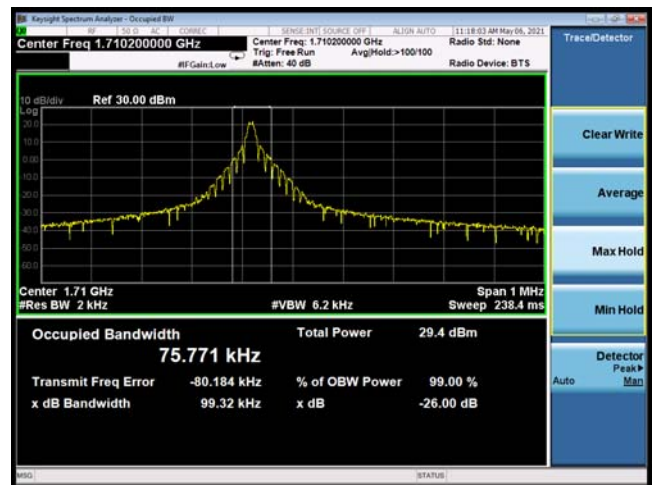 Keysight Spectrum Analyzer - Occupied BW
RF 50 Ω AC CORREC SENSE:INT SOURCE OFF ALIGN AUTO 11:18:03 AM May 06, 2021
Center Freq 1.710200000 GHz
Center Freq: 1.710200000 GHz
Radio Std: None
Trig: Free Run Avg|Hold:>100/100
#IFGain:Low
#Atten: 40 dB
Radio Device: BTS
Trace/Detector
10 dB/div Ref 30.00 dBm
Log
20.0
10.0
0.00
10.0
20.0
30.0
40.0
50.0
60.0
Center 1.71 GHz
Span 1 MHz
#Res BW 2 kHz
#VBW 6.2 kHz
Sweep 238.4 ms
Occupied Bandwidth
75.771 kHz
Total Power 29.4 dBm
Transmit Freq Error -80.184 kHz
% of OBW Power 99.00 %
x dB Bandwidth 99.32 kHz
x dB -26.00 dB
Clear Write
Average
Max Hold
Min Hold
Detector
Peak▶
Auto Man
MSG
STATUS